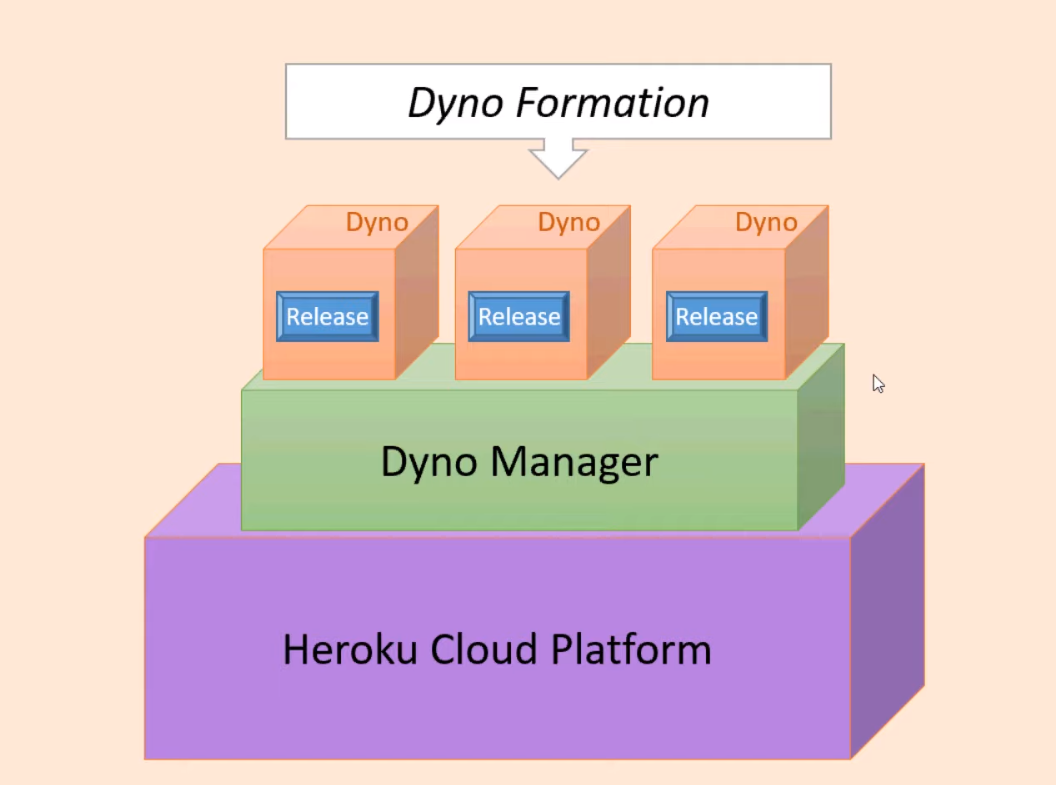 Dyno Formation
Dyno
Dyno
Dyno
Release
Release
Release
Dyno Manager
Heroku Cloud Platform